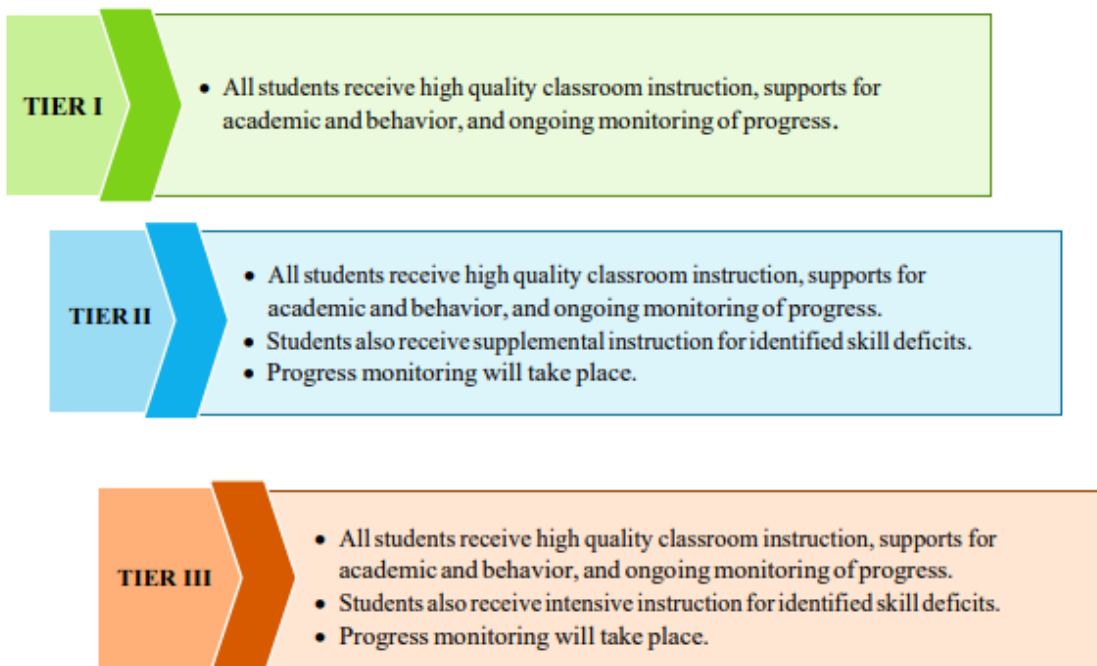 TIER I
• All students receive high quality classroom instruction, supports for
academic and behavior, and ongoing monitoring of progress.
TIER II
• All students receive high quality classroom instruction, supports for
academic and behavior, and ongoing monitoring of progress.
• Students also receive supplemental instruction for identified skill deficits.
• Progress monitoring will take place.
TIER III
• All students receive high quality classroom instruction, supports for
academic and behavior, and ongoing monitoring of progress.
• Students also receive intensive instruction for identified skill deficits.
• Progress monitoring will take place.